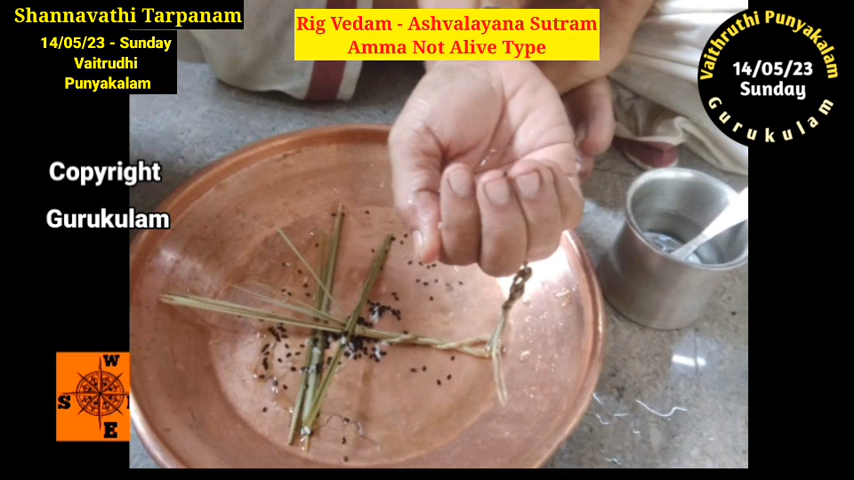 Shannavathi Tarpanam
14/05/23 - Sunday
Vaitrudhi
Punyakalam
Rig Vedam - Ashvalayana Sutram
Amma Not Alive Type
Vaithruthi Punyakalam
14/05/23
Sunday
Gurukulam
Copyright
Gurukulam
W
S
E